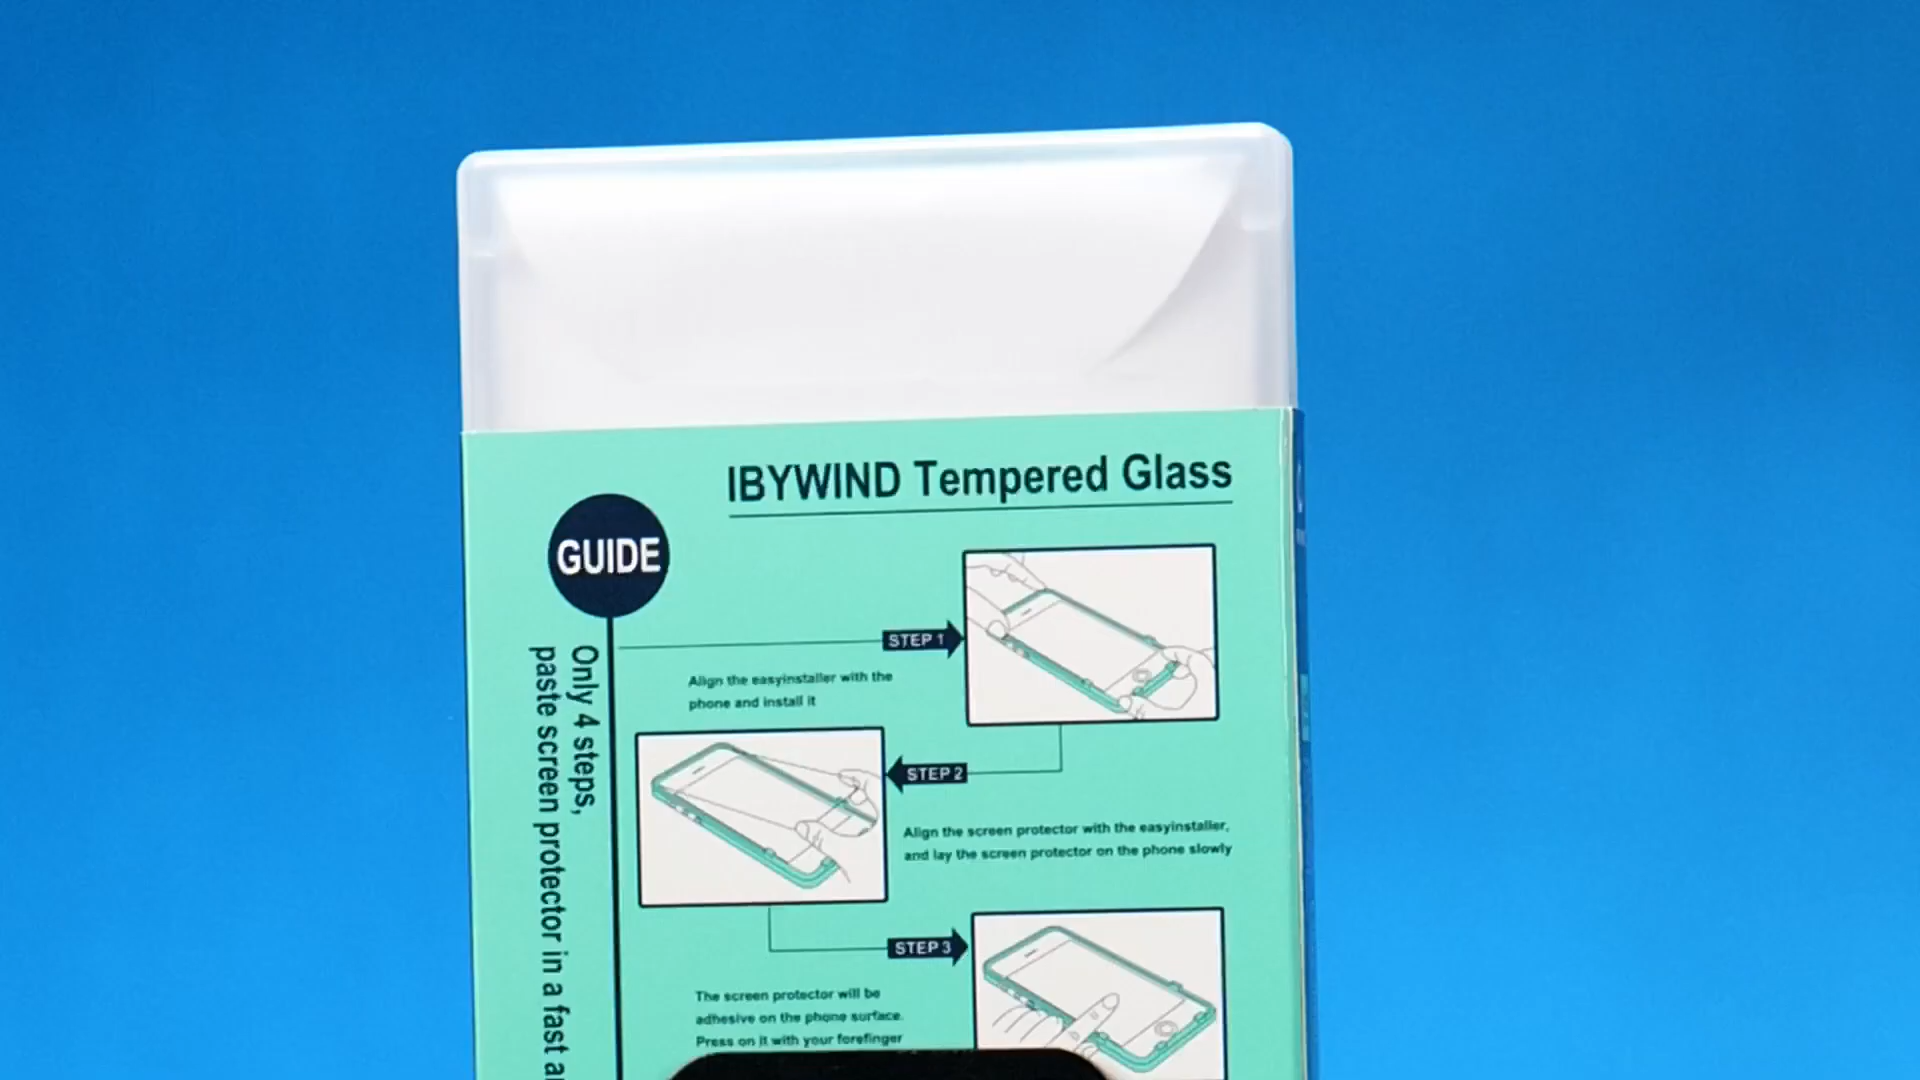 IBYWIND Tempered Glass
GUIDE
Only 4 steps,
paste screen protector in a fast
STEP 1
Align the easyinstaller with the
phone and install it
STEP 2
Align the screen protector with the easyinstaller,
and lay the screen protector on the phone slowly
STEP 3
The screen protector will be
adhesive on the phone surface.
Press on it with your forefinger